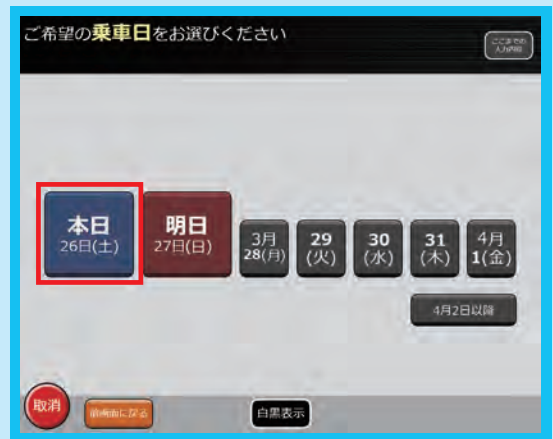 ご希望の乗車日をお選びください
ここまでの
入力内容
本日
26日(土)
明日
27日(日)
3月
28(月)
29
(火)
30
(水)
31
(木)
4月
1(金)
4月2日以降
取消
前画面に戻る
白黒表示